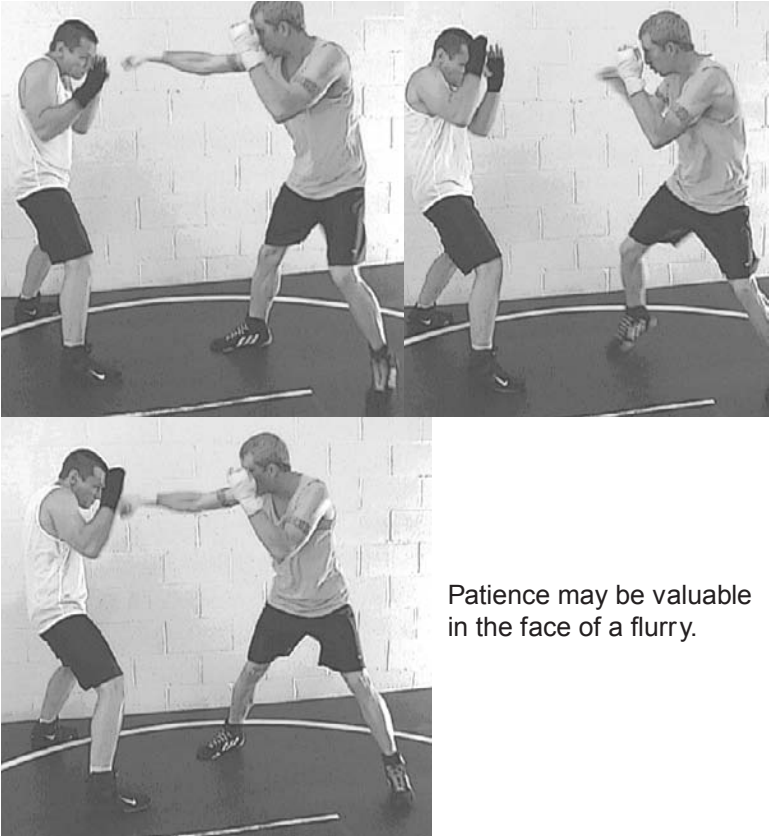 Patience may be valuable
in the face of a flurry.